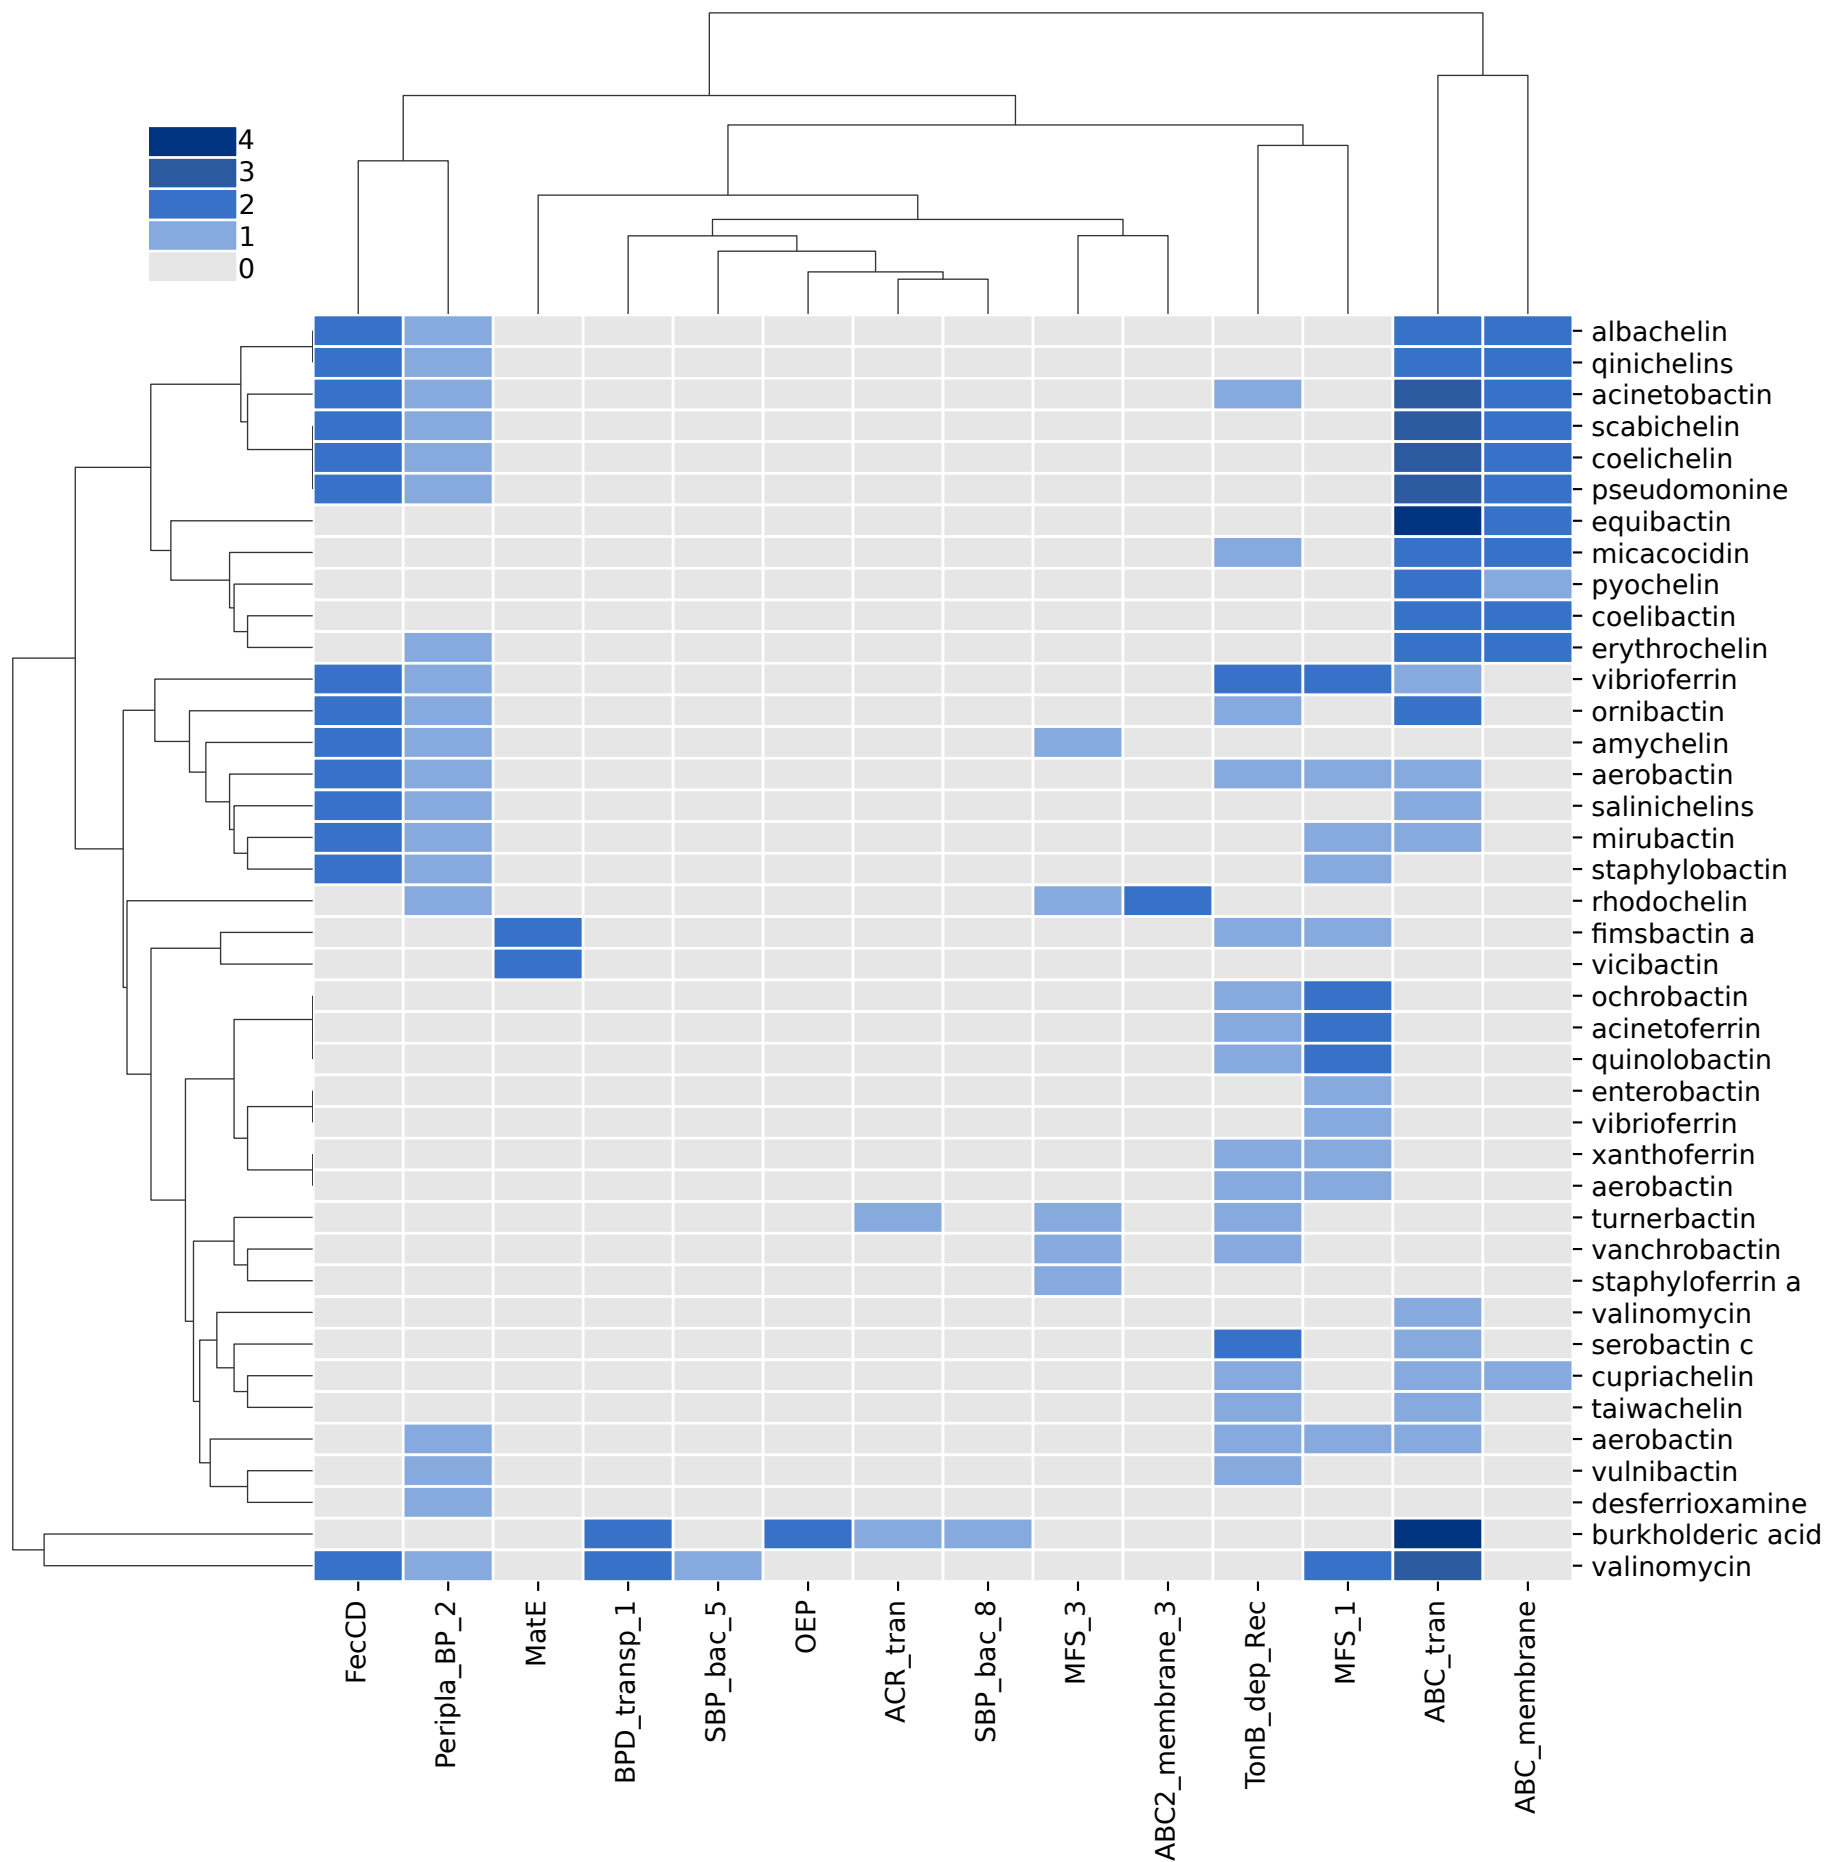 4
3
2
1
0
albachelin
qinichelins
acinetobactin
scabichelin
coelichelin
pseudomonine
equibactin
micacocidin
pyochelin
coelibactin
erythrochelin
vibrioferrin
ornibactin
amychelin
aerobactin
salinichelins
mirubactin
staphylobactin
rhodochelin
fimsbactin a
vicibactin
ochrobactin
acinetoferrin
quinolobactin
enterobactin
vibrioferrin
xanthoferrin
aerobactin
turnerbactin
vanchrobactin
staphyloferrin a
valinomycin
serobactin c
cupriachelin
taiwachelin
aerobactin
vulnibactin
desferrioxamine
burkholderic acid
valinomycin
FecCD
Peripla_BP_2
MatE
BPD_transp_1
SBP_bac_5
OEP
ACR_tran
SBP_bac_8
MFS_3
ABC2_membrane_3
TonB_dep_Rec
MFS_1
ABC_tran
ABC_membrane